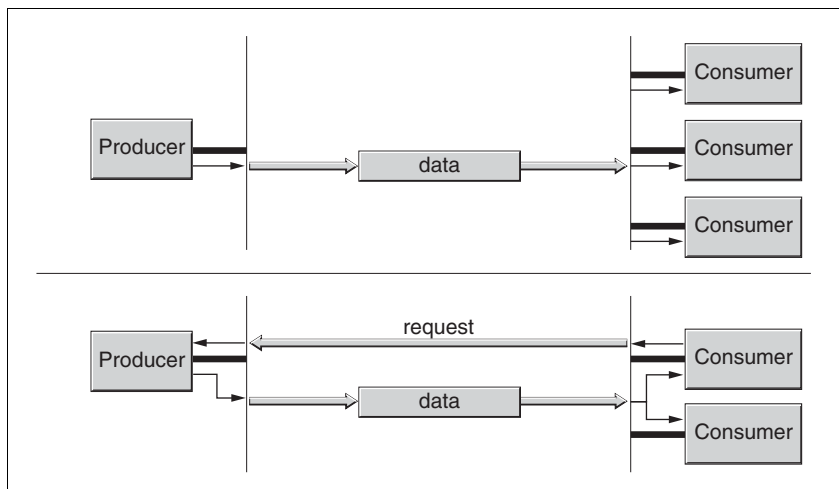 Consumer
Producer
data
Consumer
Consumer
request
Producer
Consumer
data
Consumer